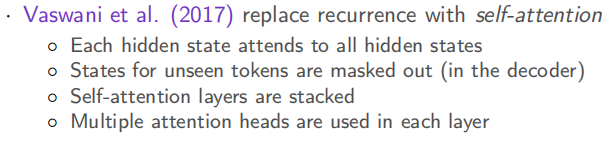 · Vaswani et al. (2017) replace recurrence with self-attention
∘ Each hidden state attends to all hidden states
∘ States for unseen tokens are masked out (in the decoder)
∘ Self-attention layers are stacked
∘ Multiple attention heads are used in each layer